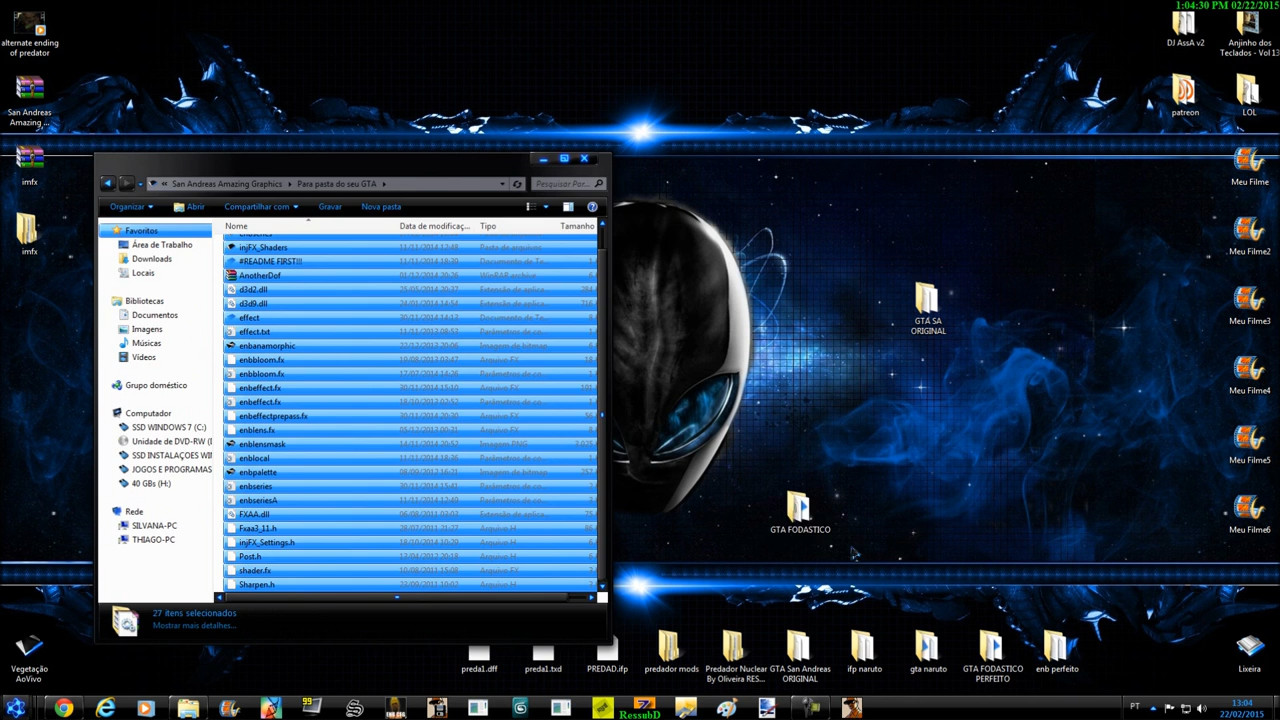 1:04:30 PM 02/22/2015
alternate ending
of predator
DJ AssA v2
Anjinho dos
Teclados - Vol 13
San Andreas
Amazing ...
patreon
LOL
imfx
imfx
Meu Filme
Meu Filme2
Meu Filme3
Meu Filme4
Meu Filme5
Meu Filme6
GTA SA
ORIGINAL
GTA FODASTICO
San Andreas Amazing Graphics
Para pasta do seu GTA
Pesquisar Par...
Organizar
Abrir
Compartilhar com
Gravar
Nova pasta
Favoritos
Área de Trabalho
Downloads
Locais
Bibliotecas
Documentos
Imagens
Músicas
Vídeos
Grupo doméstico
Computador
SSD WINDOWS 7 (C:)
Unidade de DVD-RW (
SSD INSTALAÇOES WI
JOGOS E PROGRAMAS
40 GBs (H:)
Rede
SILVANA-PC
THIAGO-PC
Nome Data de modificaç... Tipo Tamanho
injFX_Shaders
#README FIRST!!!
AnotherDof
d3d2.dll
d3d9.dll
effect
effect.txt
enbanamorphic
enbbloom.fx
enbbloom.fx
enbeffect.fx
enbeffect.fx
enbeffectprepass.fx
enblens.fx
enblensmask
enblocal
enbpalette
enbseries
enbseriesA
FXAA.dll
Fxaa3_11.h
injFX_Settings.h
Post.h
shader.fx
Sharpen.h
27 itens selecionados
Mostrar mais detalhes...
Vegetação
AoVivo
preda1.dff
preda1.txd
PREDAD.ifp
predador mods
Predador Nuclear
By Oliveira RES...
GTA San Andreas
ORIGINAL
ifp naruto
gta naruto
GTA FODASTICO
PERFEITO
enb perfeito
Lixeira
99
RessubD
PT
13:04
22/02/2015